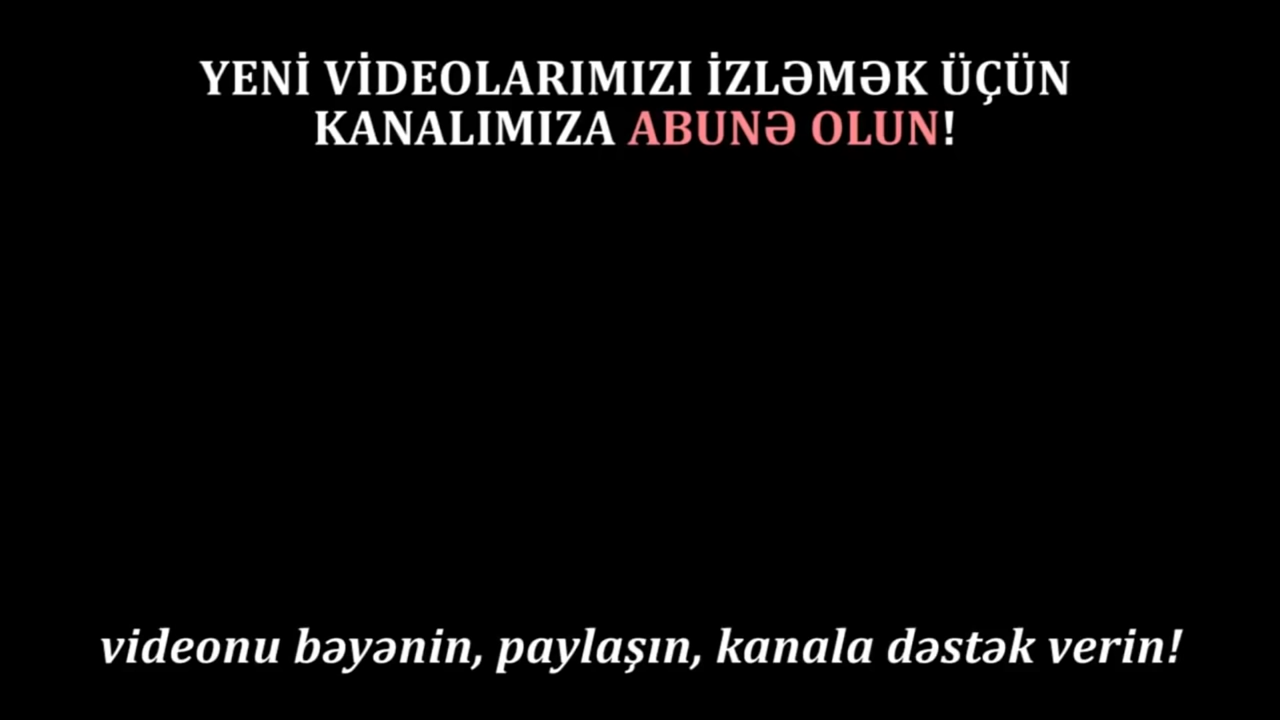 YENİ VİDEOLARIMIZI İZLƏMƏK ÜÇÜN
KANALIMIZA ABUNƏ OLUN!
videonu bəyənin, paylaşın, kanala dəstək verin!